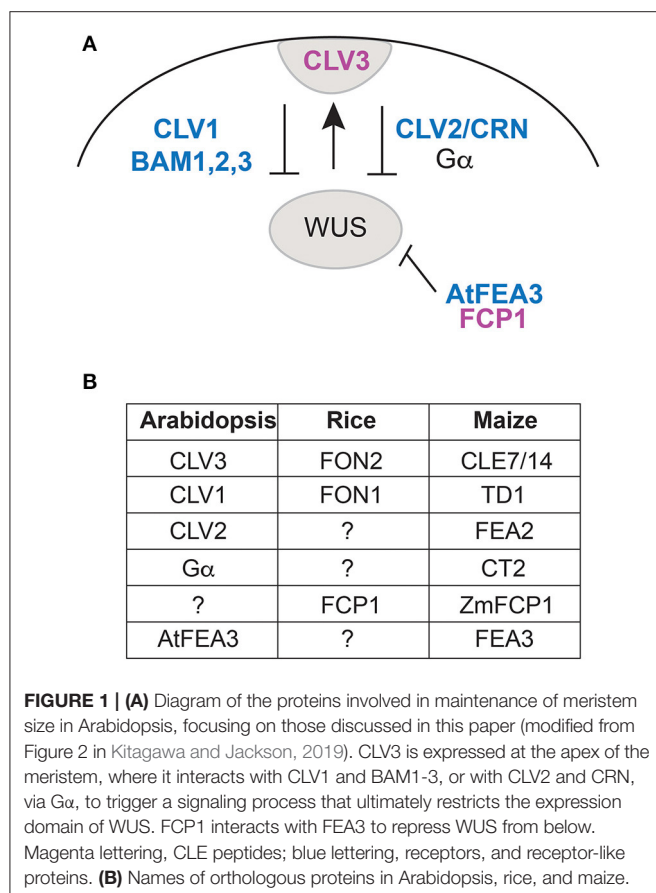 A
CLV3
CLV1
BAM1,2,3
CLV2/CRN
Gα
WUS
AtFEA3
FCP1
B
Arabidopsis Rice Maize
CLV3 FON2 CLE7/14
CLV1 FON1 TD1
CLV2 ? FEA2
Gα ? CT2
? FCP1 ZmFCP1
AtFEA3 ? FEA3
FIGURE 1 | (A) Diagram of the proteins involved in maintenance of meristem
size in Arabidopsis, focusing on those discussed in this paper (modified from
Figure 2 in Kitagawa and Jackson, 2019). CLV3 is expressed at the apex of the
meristem, where it interacts with CLV1 and BAM1-3, or with CLV2 and CRN,
via Gα, to trigger a signaling process that ultimately restricts the expression
domain of WUS. FCP1 interacts with FEA3 to repress WUS from below.
Magenta lettering, CLE peptides; blue lettering, receptors, and receptor-like
proteins. (B) Names of orthologous proteins in Arabidopsis, rice, and maize.